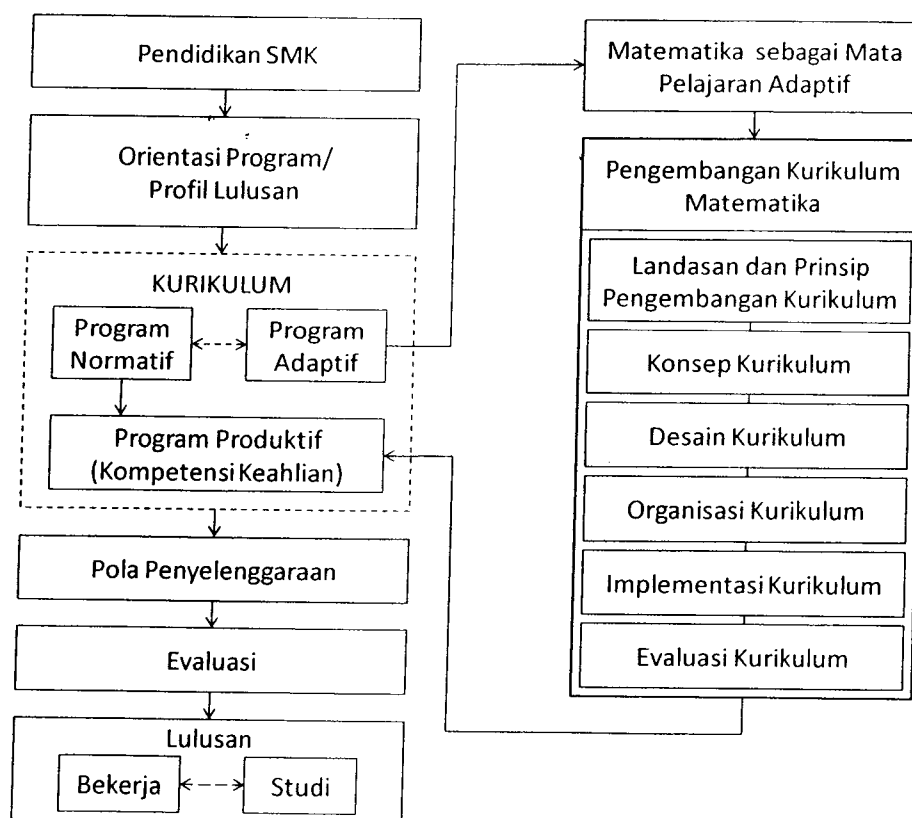 Pendidikan SMK
Orientasi Program/
Profil Lulusan
KURIKULUM
Program
Normatif
Program
Adaptif
Program Produktif
(Kompetensi Keahlian)
Pola Penyelenggaraan
Evaluasi
Lulusan
Bekerja
Studi
Matematika sebagai Mata
Pelajaran Adaptif
Pengembangan Kurikulum
Matematika
Landasan dan Prinsip
Pengembangan Kurikulum
Konsep Kurikulum
Desain Kurikulum
Organisasi Kurikulum
Implementasi Kurikulum
Evaluasi Kurikulum